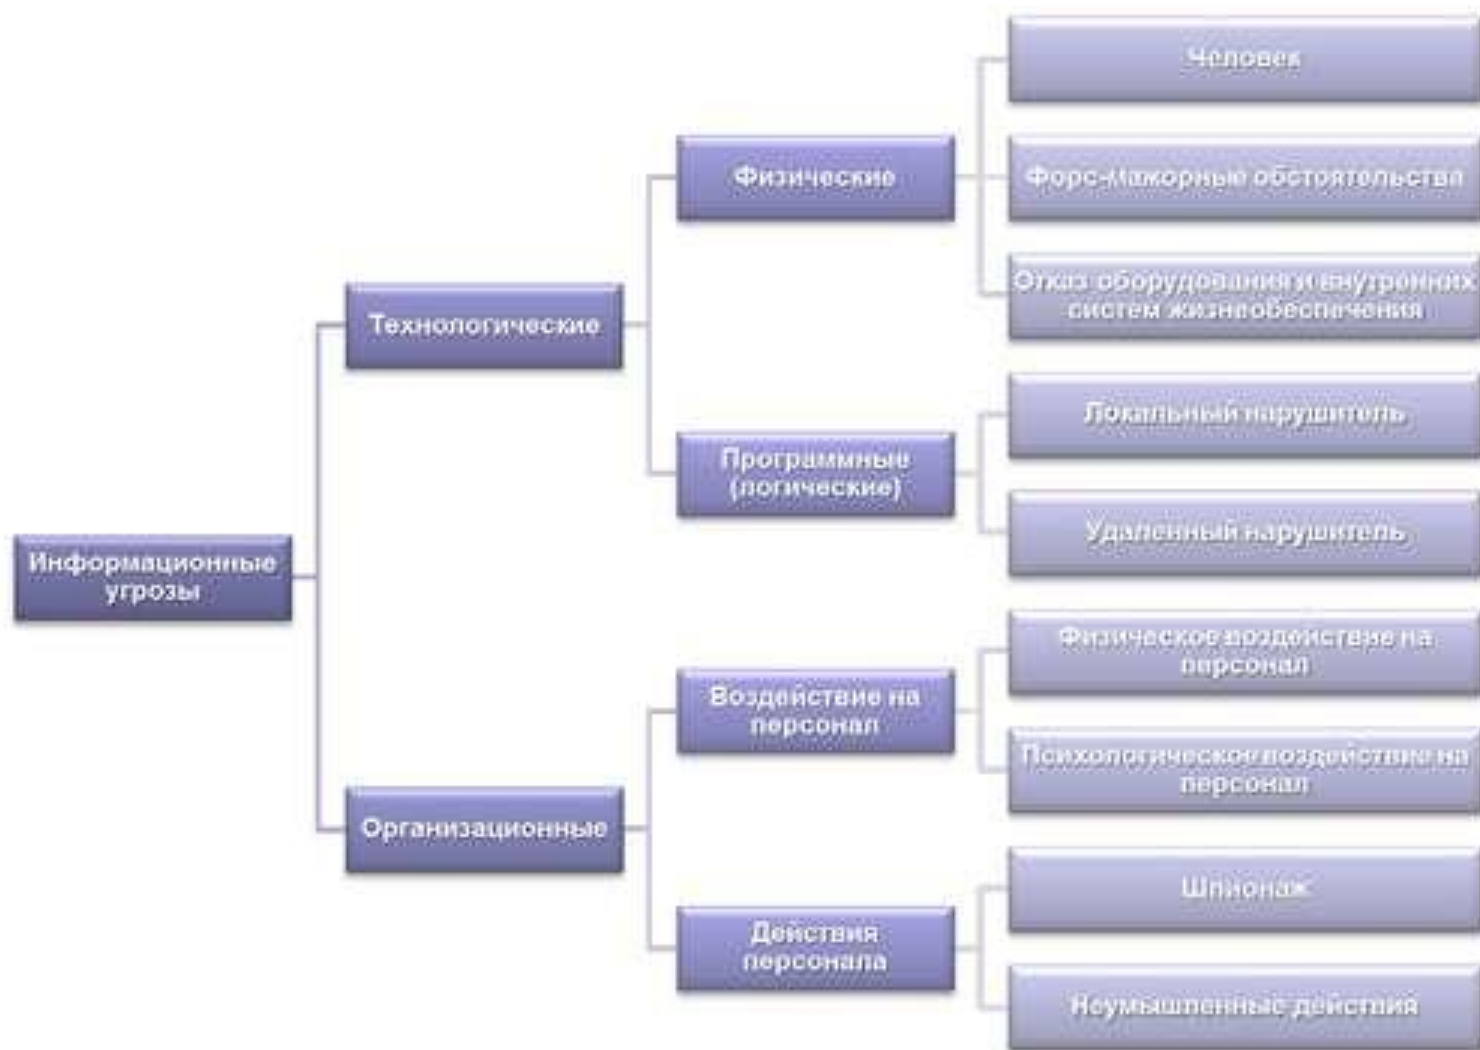 Человек
Физические
Форс-мажорные обстоятельства
Отказ оборудования и внутренних
систем жизнеобеспечения
Технологические
Локальный нарушитель
Программные
(логические)
Удаленный нарушитель
Информационные
угрозы
Физическое воздействие на
персонал
Воздействие на
персонал
Психологическое воздействие на
персонал
Организационные
Шпионаж
Действия
персонала
Неумышленные действия